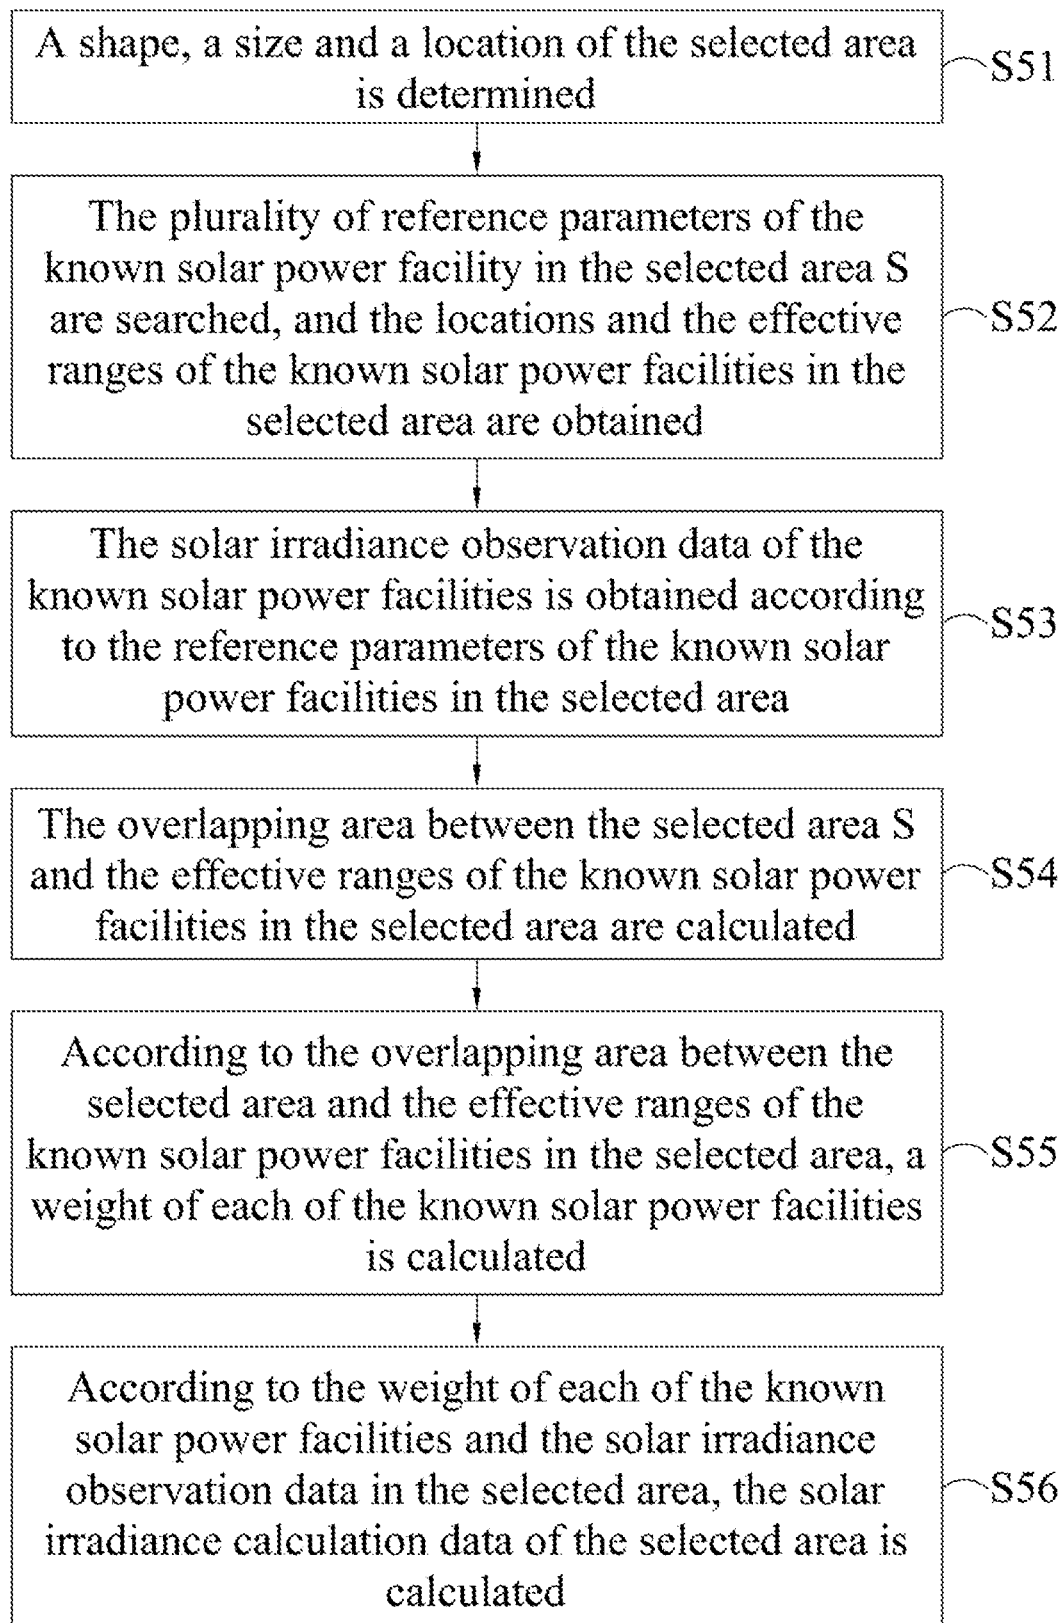 A shape, a size and a location of the selected area
is determined
S51
The plurality of reference parameters of the
known solar power facility in the selected area S
are searched, and the locations and the effective
ranges of the known solar power facilities in the
selected area are obtained
S52
The solar irradiance observation data of the
known solar power facilities is obtained according
to the reference parameters of the known solar
power facilities in the selected area
S53
The overlapping area between the selected area S
and the effective ranges of the known solar power
facilities in the selected area are calculated
S54
According to the overlapping area between the
selected area and the effective ranges of the
known solar power facilities in the selected area, a
weight of each of the known solar power facilities
is calculated
S55
According to the weight of each of the known
solar power facilities and the solar irradiance
observation data in the selected area, the solar
irradiance calculation data of the selected area is
calculated
S56